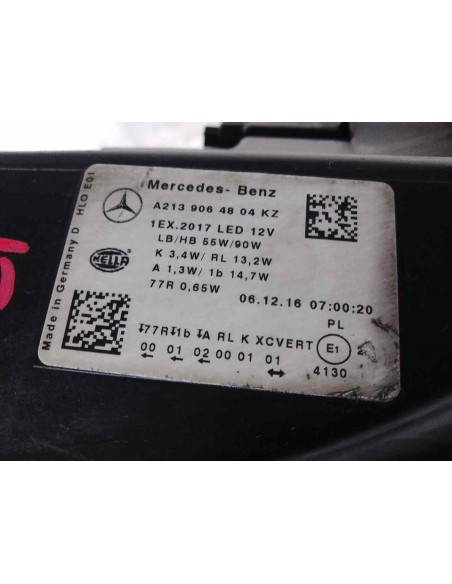 Mercedes-Benz
A213 906 48 04 KZ
1EX.2017 LED 12V
LB/HB 55W/90W
K 3,4W/ RL 13,2W
A 1,3W/ 1b 14,7W
77R 0,65W
06.12.16 07:00:20
PL
77R 1b A RL K XCVERT
00 01 02 00 01 01
E1
4130
HELLA
Made in Germany D HLO E01